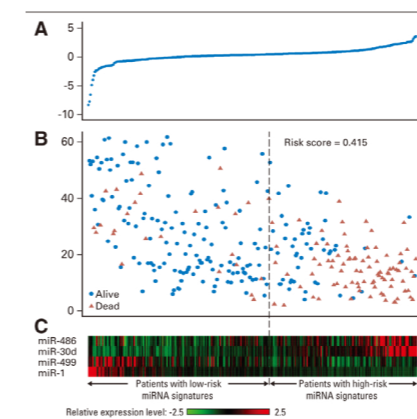 A
5
0
-5
-10
B
60
Risk score = 0.415
40
20
Alive
Dead
0
C
miR-486
miR-30d
miR-499
miR-1
Patients with low-risk
miRNA signatures
Patients with high-risk
miRNA signatures
Relative expression level: -2.5 2.5